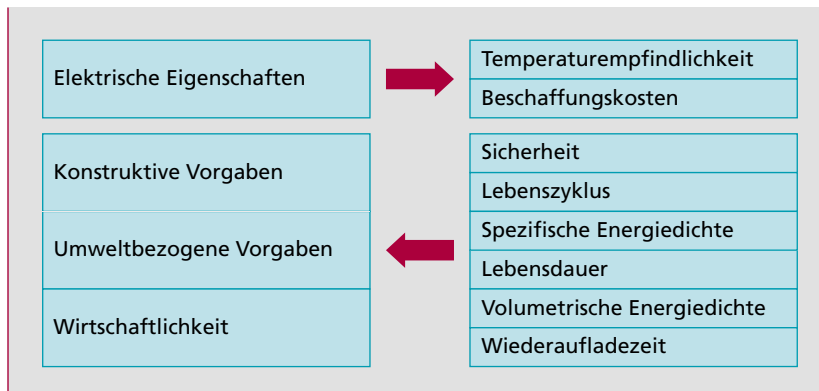 Elektrische Eigenschaften
Temperaturempfindlichkeit
Beschaffungskosten
Konstruktive Vorgaben
Umweltbezogene Vorgaben
Wirtschaftlichkeit
Sicherheit
Lebenszyklus
Spezifische Energiedichte
Lebensdauer
Volumetrische Energiedichte
Wiederaufladezeit